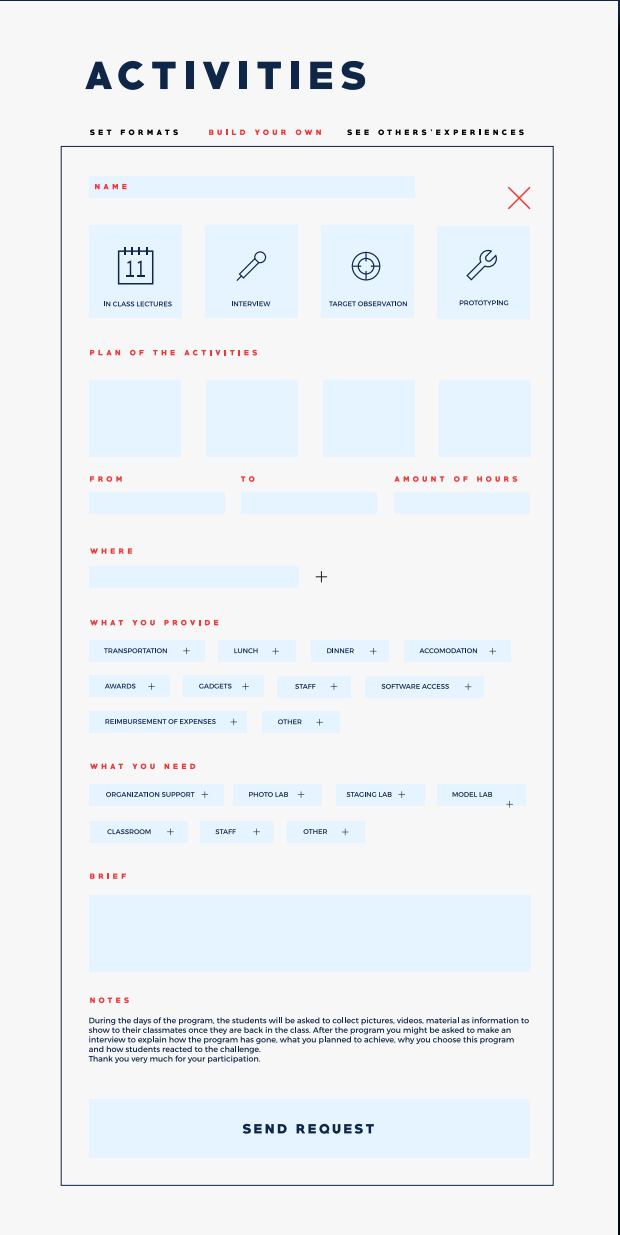 ACTIVITIES
SET FORMATS BUILD YOUR OWN SEE OTHERS'EXPERIENCES
NAME
11
IN CLASS LECTURES INTERVIEW TARGET OBSERVATION PROTOTYPING
PLAN OF THE ACTIVITIES
FROM TO AMOUNT OF HOURS
WHERE
WHAT YOU PROVIDE
TRANSPORTATION + LUNCH + DINNER + ACCOMODATION +
AWARDS + GADGETS + STAFF + SOFTWARE ACCESS +
REIMBURSEMENT OF EXPENSES + OTHER +
WHAT YOU NEED
ORGANIZATION SUPPORT + PHOTO LAB + STAGING LAB + MODEL LAB +
CLASSROOM + STAFF + OTHER +
BRIEF
NOTES
During the days of the program, the students will be asked to collect pictures, videos, material as information to
show to their classmates once they are back in the class. After the program you might be asked to make an
interview to explain how the program has gone, what you planned to achieve, why you choose this program
and how students reacted to the challenge.
Thank you very much for your participation.
SEND REQUEST